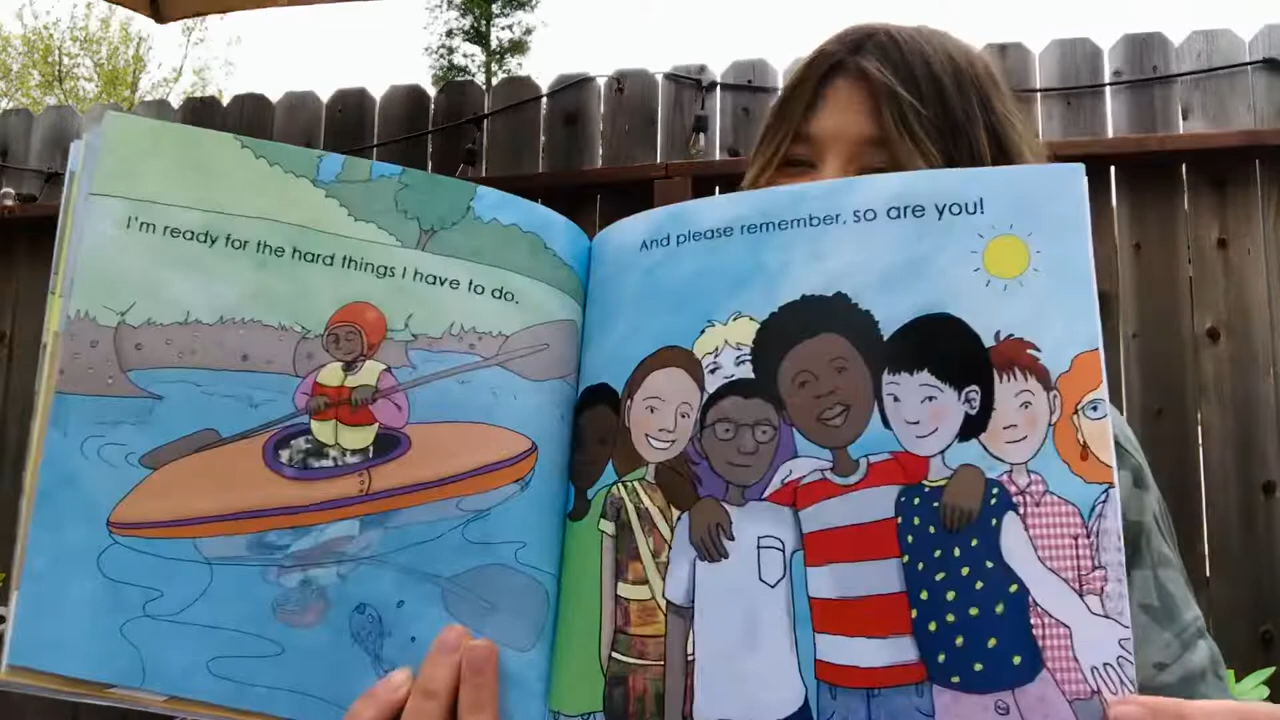 I'm ready for the hard things I have to do.
And please remember, so are you!